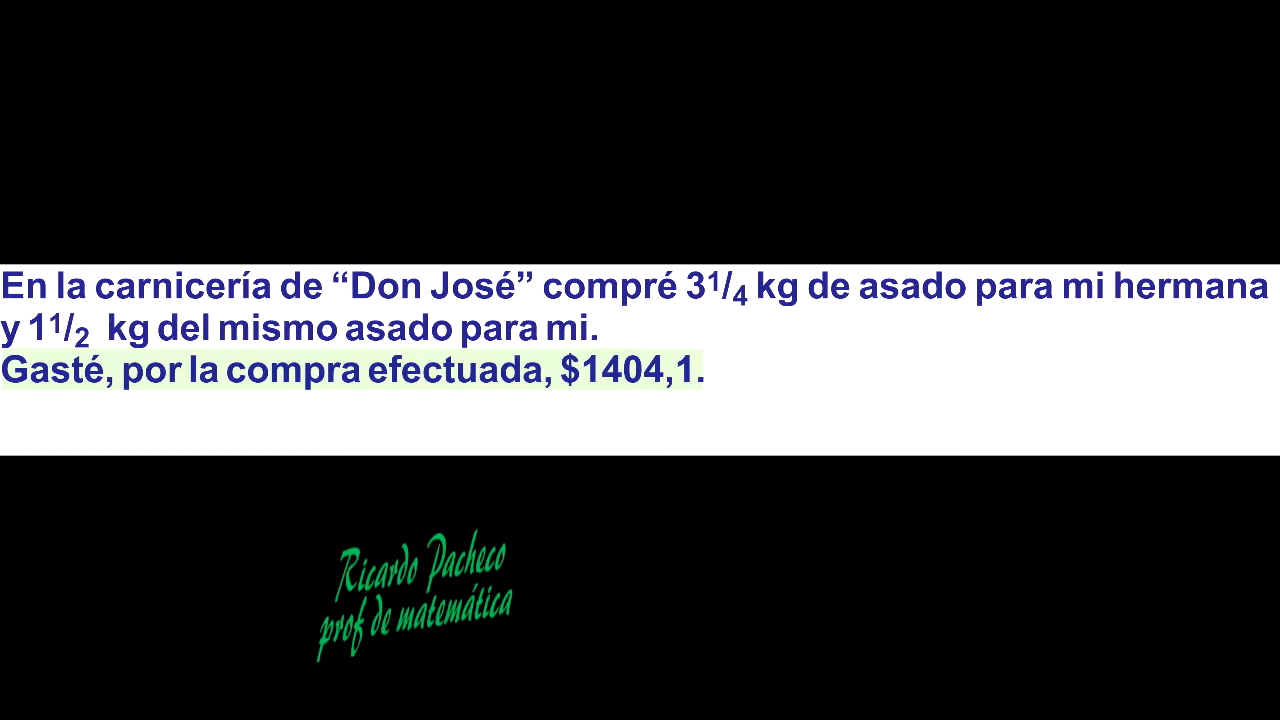 En la carnicería de “Don José” compré 3¹/₄ kg de asado para mi hermana
y 1¹/₂ kg del mismo asado para mi.
Gasté, por la compra efectuada, $1404,1.
Ricardo Pacheco
prof de matemática